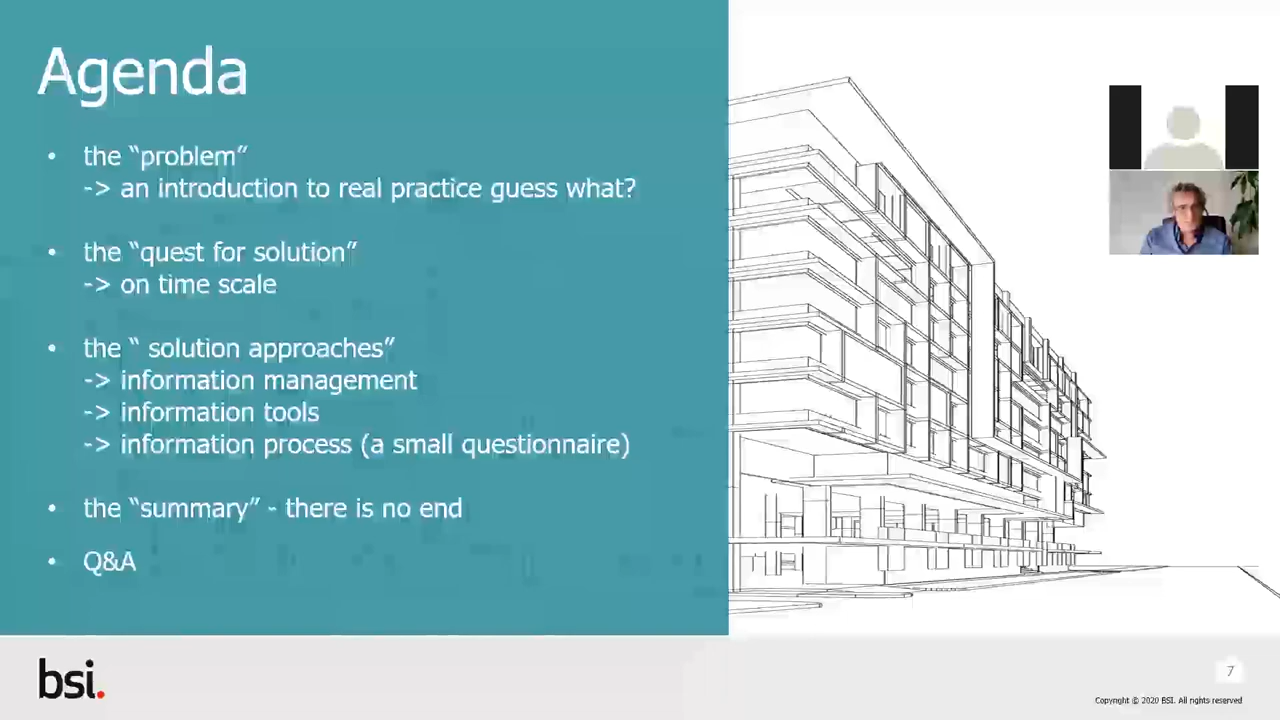 Agenda
• the “problem”
-> an introduction to real practice guess what?
• the “quest for solution”
-> on time scale
• the “ solution approaches”
-> information management
-> information tools
-> information process (a small questionnaire)
• the “summary” - there is no end
• Q&A
bsi.
7
Copyright © 2020 BSI. All rights reserved